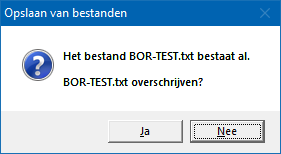 Opslaan van bestanden
Het bestand BOR-TEST.txt bestaat al.
BOR-TEST.txt overschrijven?
Ja
Nee